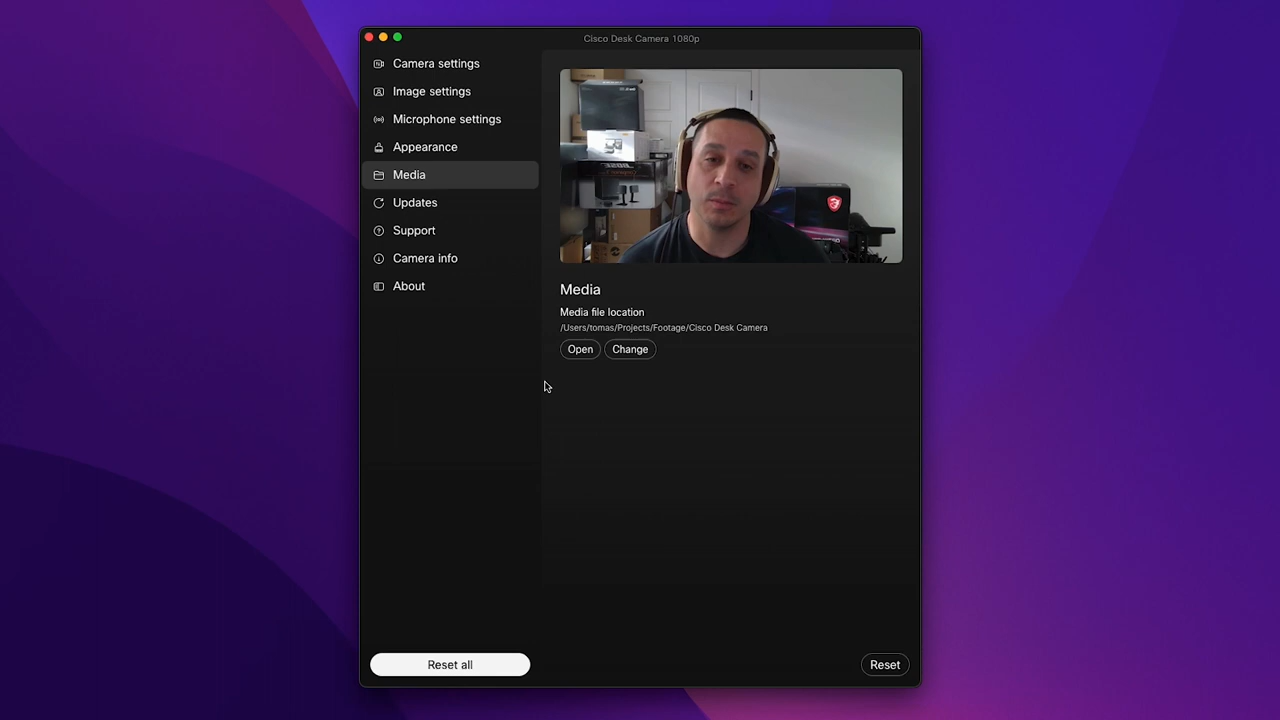 Cisco Desk Camera 1080p
Camera settings
Image settings
Microphone settings
Appearance
Media
Updates
Support
Camera info
About
Media
Media file location
/Users/tomas/Projects/Footage/Cisco Desk Camera
Open
Change
Reset all
Reset